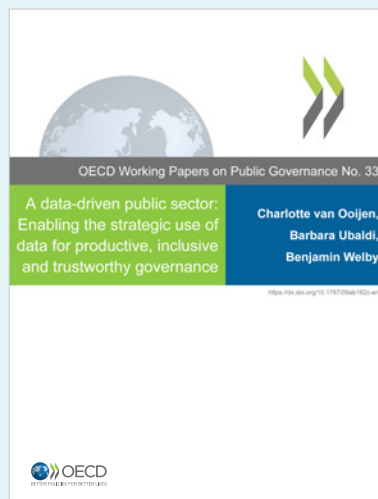 OECD Working Papers on Public Governance No. 33
A data-driven public sector:
Enabling the strategic use of
data for productive, inclusive
and trustworthy governance
Charlotte van Ooijen,
Barbara Ubaldi,
Benjamin Welby
https://dx.doi.org/10.1787/09ab162c-en
OECD
BETTER POLICIES FOR BETTER LIVES